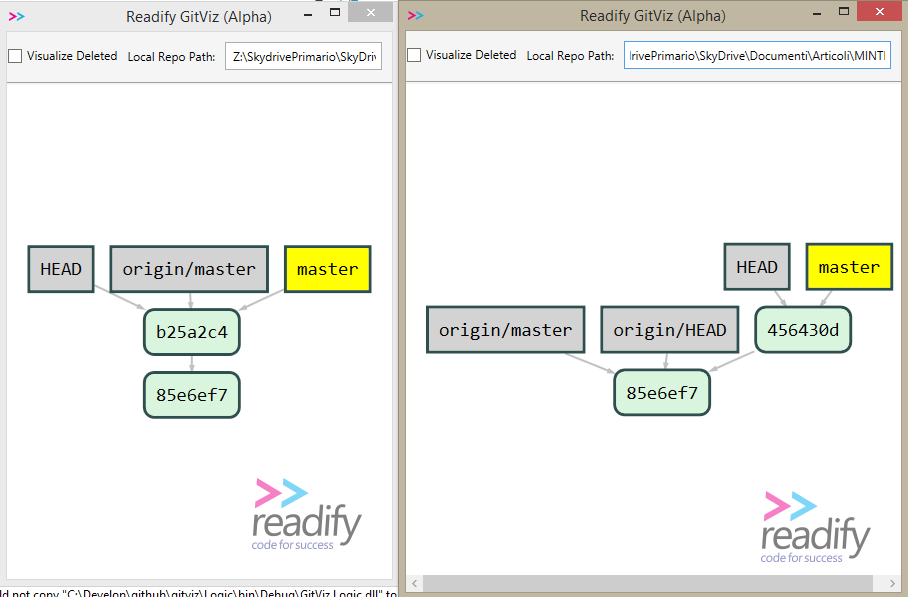 Readify GitViz (Alpha)
Visualize Deleted Local Repo Path: Z:\SkydrivePrimario\SkyDriv
HEAD origin/master master
b25a2c4
85e6ef7
readify
code for success
ld not copy "C:\Develop\github\gitviz\Logic\bin\Debug\GitViz.Logic.dll" to
Readify GitViz (Alpha)
Visualize Deleted Local Repo Path: rivePrimario\SkyDrive\Documenti\Articoli\MINTI
HEAD master
origin/master origin/HEAD 456430d
85e6ef7
readify
code for success